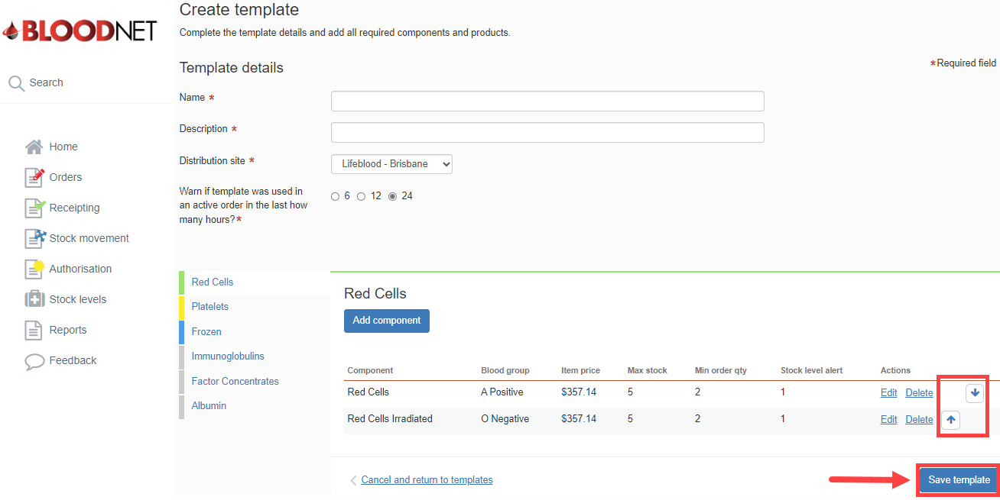 BLOODNET
Search
Home
Orders
Receipting
Stock movement
Authorisation
Stock levels
Reports
Feedback
Create template
Complete the template details and add all required components and products.
Template details
*Required field
Name *
Description *
Distribution site * Lifeblood - Brisbane
Warn if template was used in
an active order in the last how
many hours?*
6 12 24
Red Cells
Platelets
Frozen
Immunoglobulins
Factor Concentrates
Albumin
Red Cells
Add component
Component Blood group Item price Max stock Min order qty Stock level alert Actions
Red Cells A Positive $357.14 5 2 1 Edit Delete
Red Cells Irradiated O Negative $357.14 5 2 1 Edit Delete
Cancel and return to templates
Save template